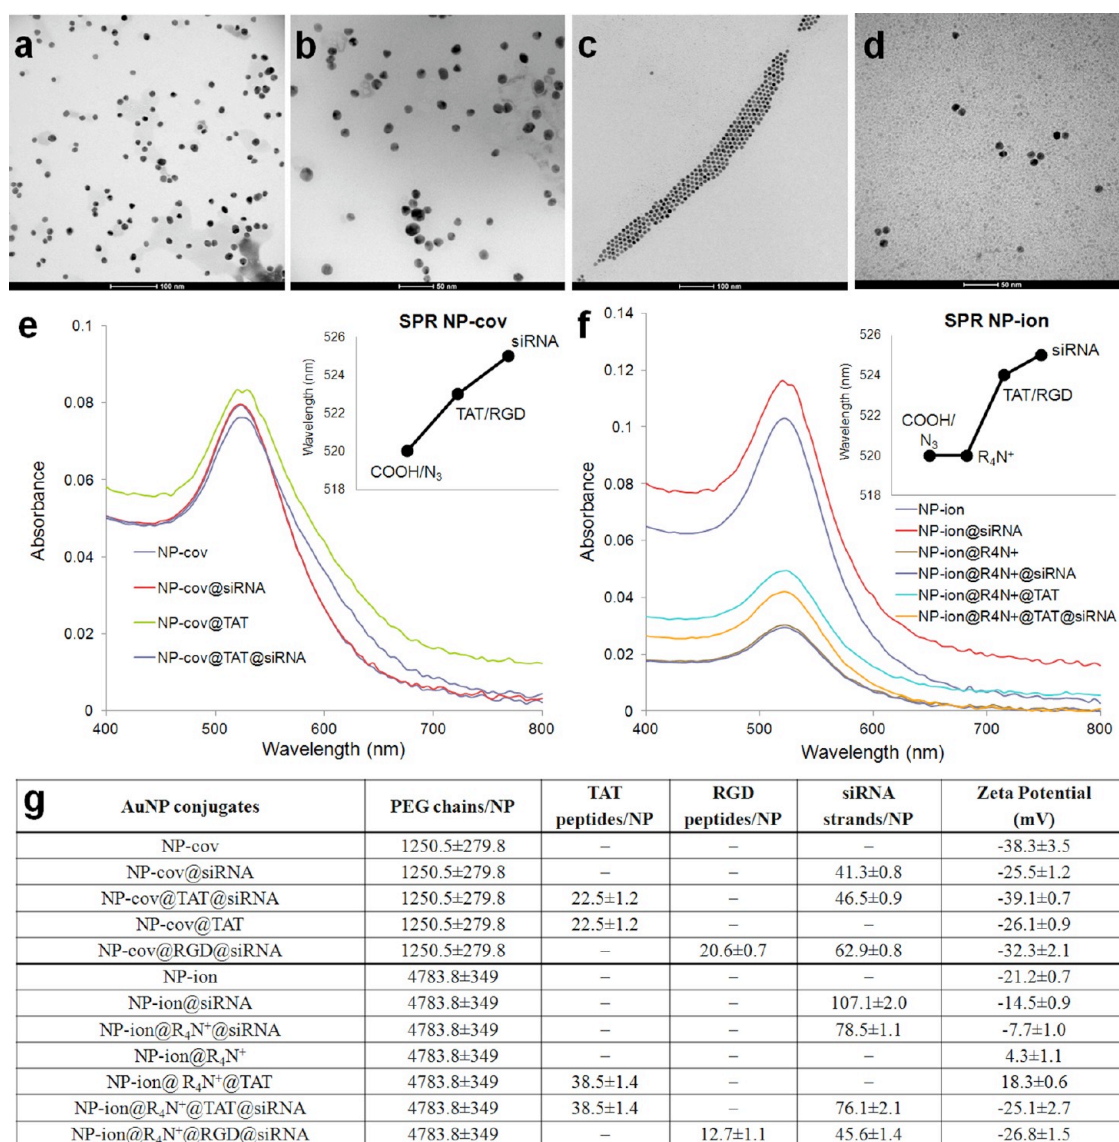 a
b
c
d
100 nm
50 nm
100 nm
50 nm
e
SPR NP-cov
Wavelength (nm)
526
524
522
520
518
siRNA
TAT/RGD
COOH/N3
Absorbance
0.1
0.08
0.06
0.04
0.02
0
NP-cov
NP-cov@siRNA
NP-cov@TAT
NP-cov@TAT@siRNA
400 500 600 700 800
Wavelength (nm)
f
SPR NP-ion
Wavelength (nm)
526
524
522
520
518
siRNA
TAT/RGD
COOH/
N3
R4N+
Absorbance
0.14
0.12
0.1
0.08
0.06
0.04
0.02
0
NP-ion
NP-ion@siRNA
NP-ion@R4N+
NP-ion@R4N+@siRNA
NP-ion@R4N+@TAT
NP-ion@R4N+@TAT@siRNA
400 500 600 700 800
Wavelength (nm)
g
AuNP conjugates PEG chains/NP TAT peptides/NP RGD peptides/NP siRNA strands/NP Zeta Potential (mV)
NP-cov 1250.5±279.8 – – – -38.3±3.5
NP-cov@siRNA 1250.5±279.8 – – 41.3±0.8 -25.5±1.2
NP-cov@TAT@siRNA 1250.5±279.8 22.5±1.2 – 46.5±0.9 -39.1±0.7
NP-cov@TAT 1250.5±279.8 22.5±1.2 – – -26.1±0.9
NP-cov@RGD@siRNA 1250.5±279.8 – 20.6±0.7 62.9±0.8 -32.3±2.1
NP-ion 4783.8±349 – – – -21.2±0.7
NP-ion@siRNA 4783.8±349 – – 107.1±2.0 -14.5±0.9
NP-ion@R4N+@siRNA 4783.8±349 – – 78.5±1.1 -7.7±1.0
NP-ion@R4N+ 4783.8±349 – – – 4.3±1.1
NP-ion@ R4N+@TAT 4783.8±349 38.5±1.4 – – 18.3±0.6
NP-ion@R4N+@TAT@siRNA 4783.8±349 38.5±1.4 – 76.1±2.1 -25.1±2.7
NP-ion@R4N+@RGD@siRNA 4783.8±349 – 12.7±1.1 45.6±1.4 -26.8±1.5